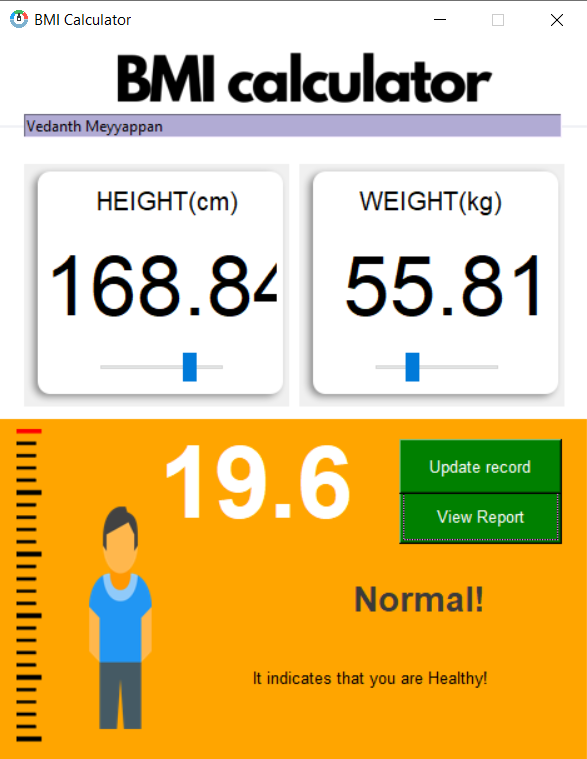 BMI Calculator
BMI calculator
Vedanth Meyyappan
HEIGHT(cm)
WEIGHT(kg)
168.84
55.81
19.6
Update record
View Report
Normal!
It indicates that you are Healthy!